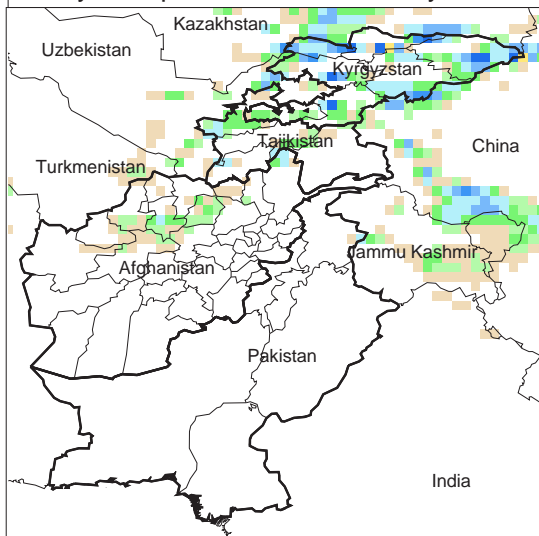 Kazakhstan
Uzbekistan
Kyrgyzstan
Tajikistan
China
Turkmenistan
Jammu Kashmir
Afghanistan
Pakistan
India